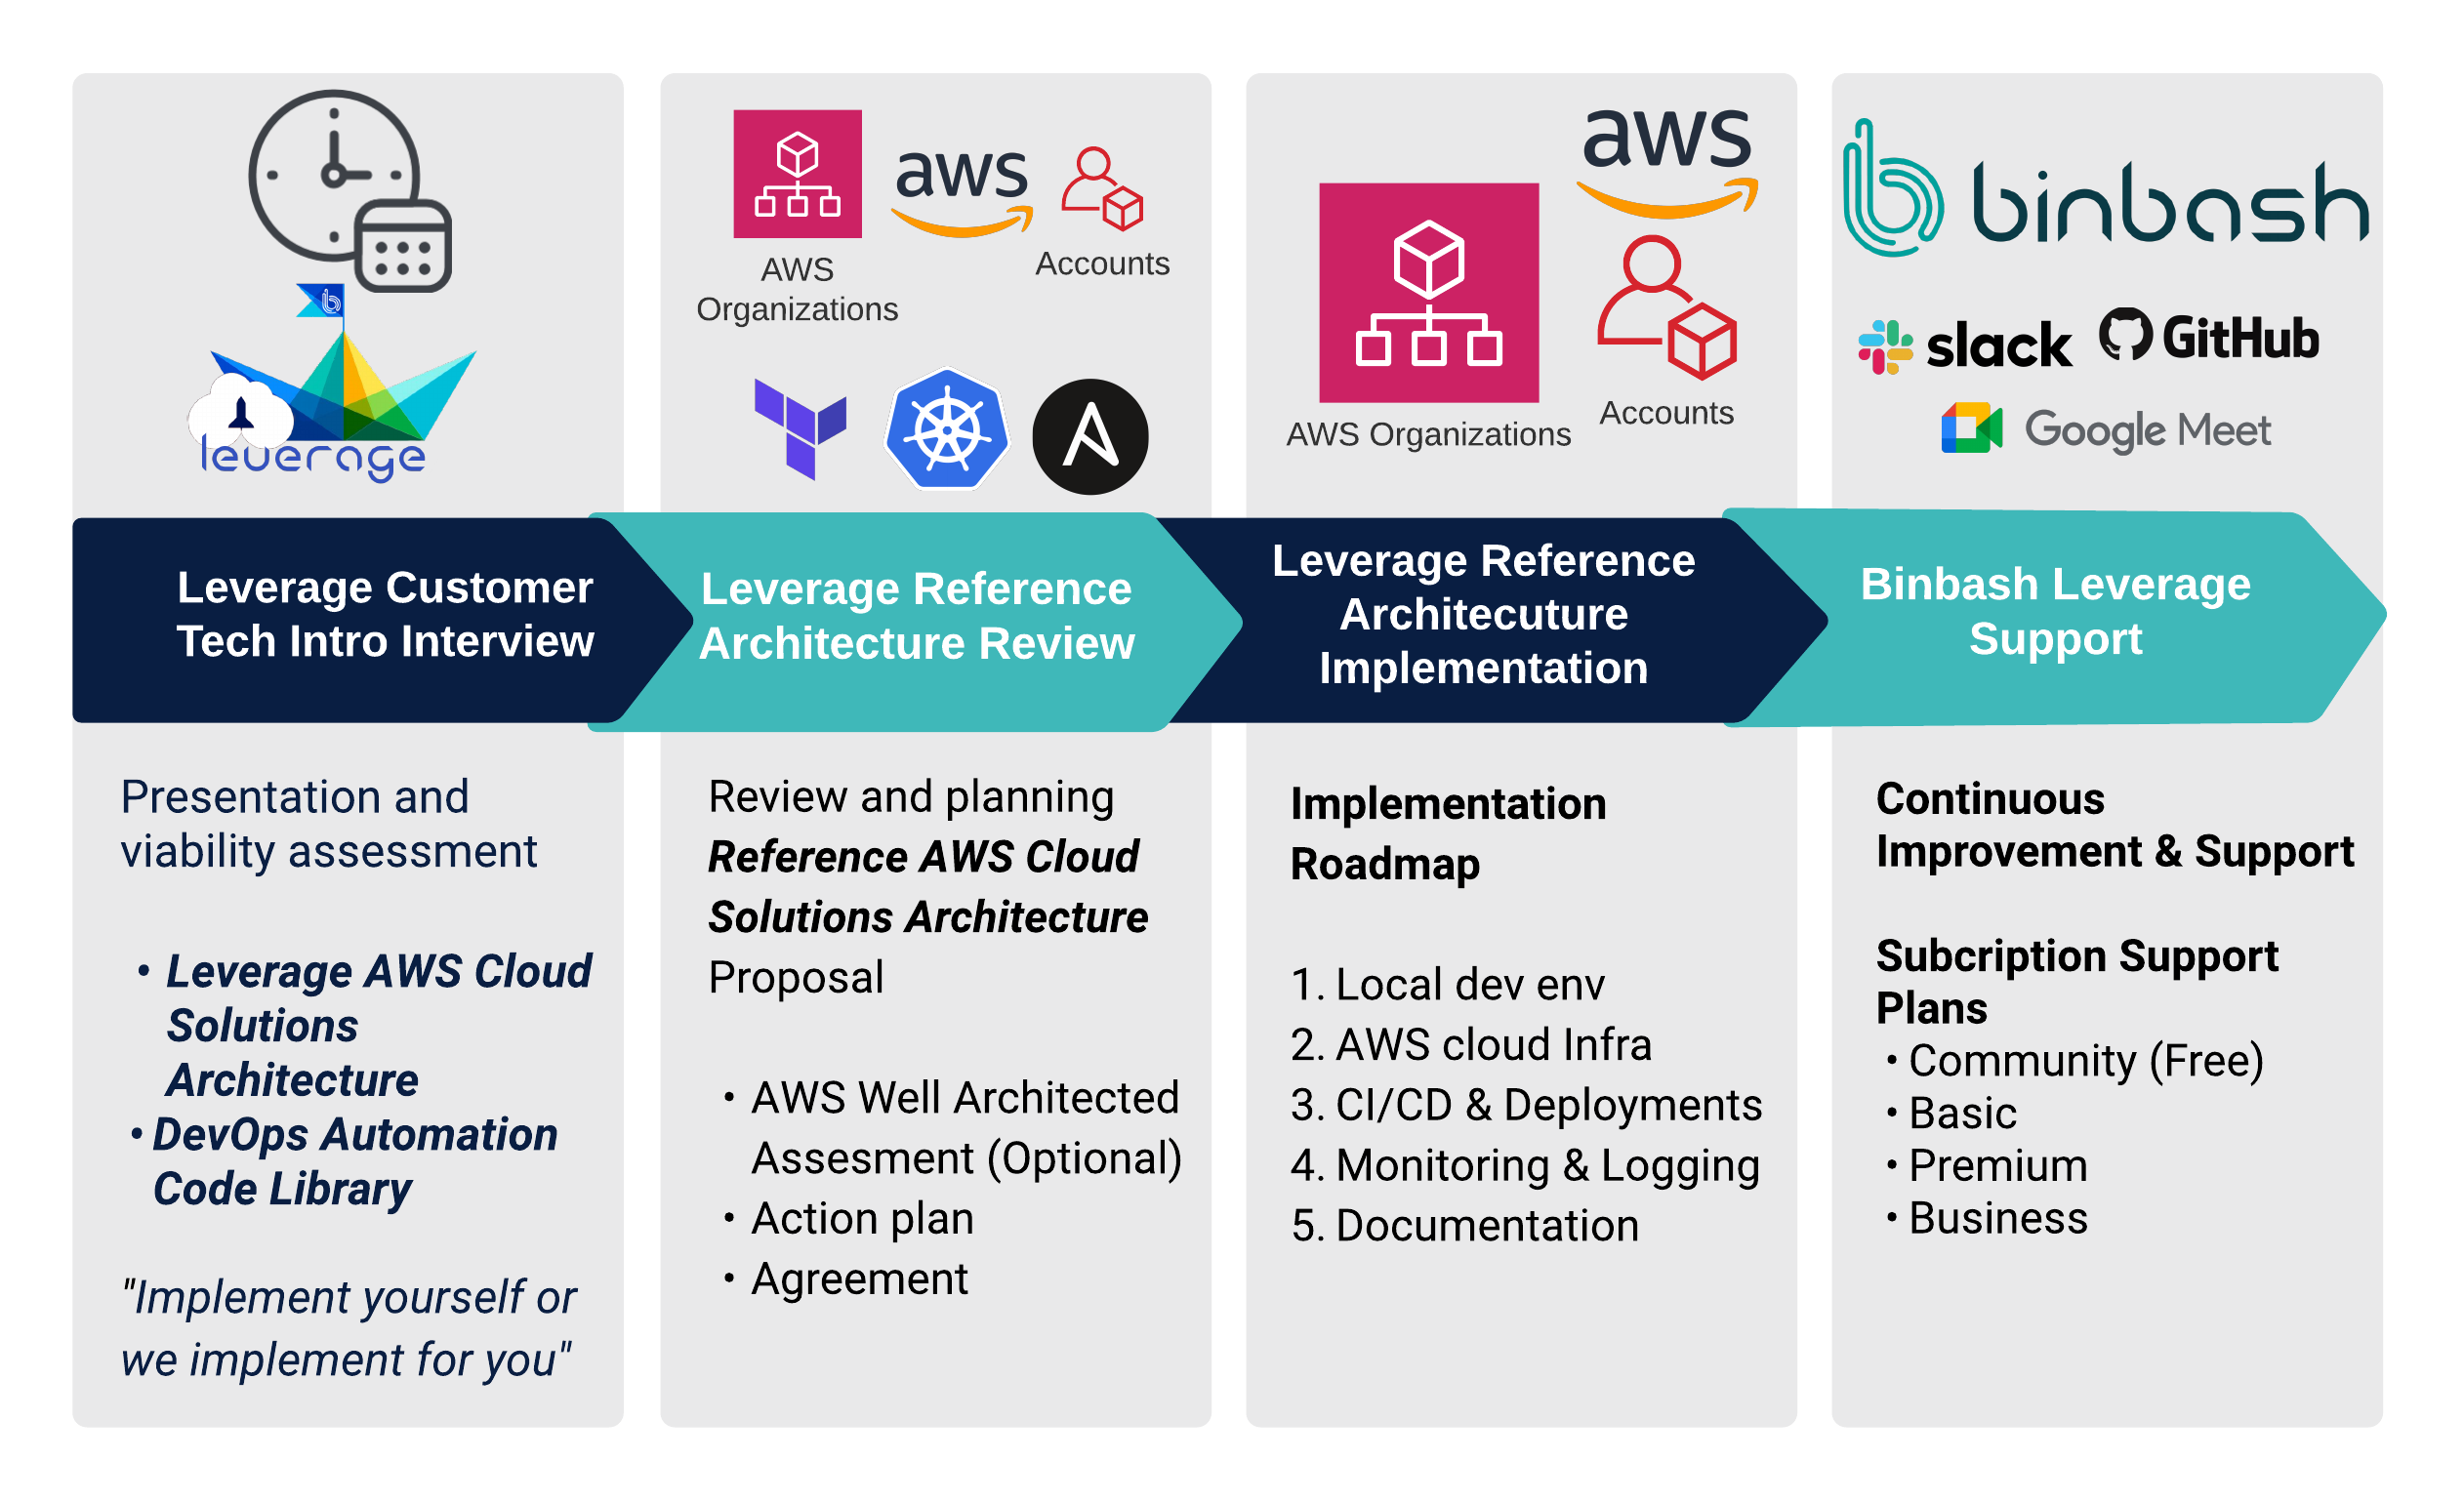 leverage
Leverage Customer
Tech Intro Interview
Presentation and
viability assessment
• Leverage AWS Cloud
Solutions
Architecture
• DevOps Automation
Code Library
"Implement yourself or
we implement for you"
AWS
Organizations
aws
Accounts
Leverage Reference
Architecture Review
Review and planning
Reference AWS Cloud
Solutions Architecture
Proposal
• AWS Well Architected
Assesment (Optional)
• Action plan
• Agreement
aws
AWS Organizations
Accounts
Leverage Reference
Architecuture
Implementation
Implementation
Roadmap
1. Local dev env
2. AWS cloud Infra
3. CI/CD & Deployments
4. Monitoring & Logging
5. Documentation
binbash
slack
GitHub
Google Meet
Binbash Leverage
Support
Continuous
Improvement & Support
Subcription Support
Plans
• Community (Free)
• Basic
• Premium
• Business